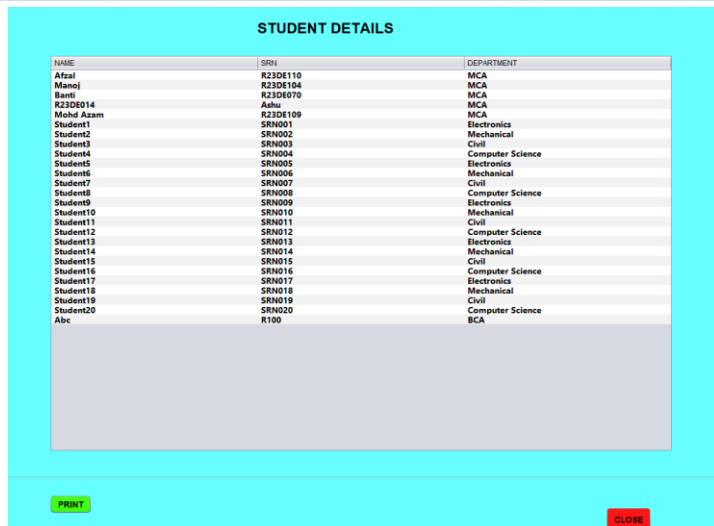 STUDENT DETAILS
NAME SRN DEPARTMENT
Afzal R23DE110 MCA
Manoj R23DE104 MCA
Banti R23DE070 MCA
R23DE014 Ashu MCA
Mohd Azam R23DE109 MCA
Student1 SRN001 Electronics
Student2 SRN002 Mechanical
Student3 SRN003 Civil
Student4 SRN004 Computer Science
Student5 SRN005 Electronics
Student6 SRN006 Mechanical
Student7 SRN007 Civil
Student8 SRN008 Computer Science
Student9 SRN009 Electronics
Student10 SRN010 Mechanical
Student11 SRN011 Civil
Student12 SRN012 Computer Science
Student13 SRN013 Electronics
Student14 SRN014 Mechanical
Student15 SRN015 Civil
Student16 SRN016 Computer Science
Student17 SRN017 Electronics
Student18 SRN018 Mechanical
Student19 SRN019 Civil
Student20 SRN020 Computer Science
Abc R100 BCA
PRINT
CLOSE